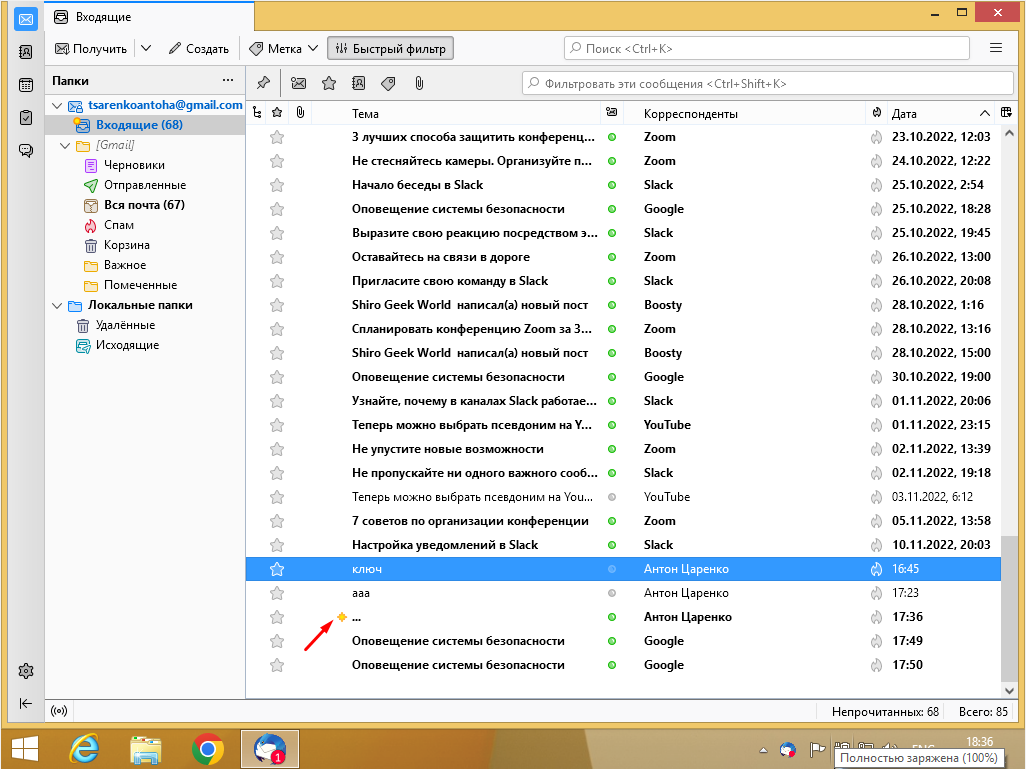 Входящие
Получить Создать Метка Быстрый фильтр Поиск <Ctrl+K>
Папки ... Фильтровать эти сообщения <Ctrl+Shift+K>
tsarenkoantoha@gmail.com
Входящие (68)
[Gmail]
Черновики
Отправленные
Вся почта (67)
Спам
Корзина
Важное
Помеченные
Локальные папки
Удалённые
Исходящие
Тема Корреспонденты Дата
3 лучших способа защитить конференц... Zoom 23.10.2022, 12:03
Не стесняйтесь камеры. Организуйте п... Zoom 24.10.2022, 12:22
Начало беседы в Slack Slack 25.10.2022, 2:54
Оповещение системы безопасности Google 25.10.2022, 18:28
Выразите свою реакцию посредством э... Slack 25.10.2022, 19:45
Оставайтесь на связи в дороге Zoom 26.10.2022, 13:00
Пригласите свою команду в Slack Slack 26.10.2022, 20:08
Shiro Geek World написал(а) новый пост Boosty 28.10.2022, 1:16
Спланировать конференцию Zoom за 3... Zoom 28.10.2022, 13:16
Shiro Geek World написал(а) новый пост Boosty 28.10.2022, 15:00
Оповещение системы безопасности Google 30.10.2022, 19:00
Узнайте, почему в каналах Slack работае... Slack 01.11.2022, 20:06
Теперь можно выбрать псевдоним на Y... YouTube 01.11.2022, 23:15
Не упустите новые возможности Zoom 02.11.2022, 13:39
Не пропускайте ни одного важного сооб... Slack 02.11.2022, 19:18
Теперь можно выбрать псевдоним на You... YouTube 03.11.2022, 6:12
7 советов по организации конференции Zoom 05.11.2022, 13:58
Настройка уведомлений в Slack Slack 10.11.2022, 20:03
ключ Антон Царенко 16:45
ааа Антон Царенко 17:23
... Антон Царенко 17:36
Оповещение системы безопасности Google 17:49
Оповещение системы безопасности Google 17:50
Непрочитанных: 68 Всего: 85
1 18:36
Полностью заряжена (100%)